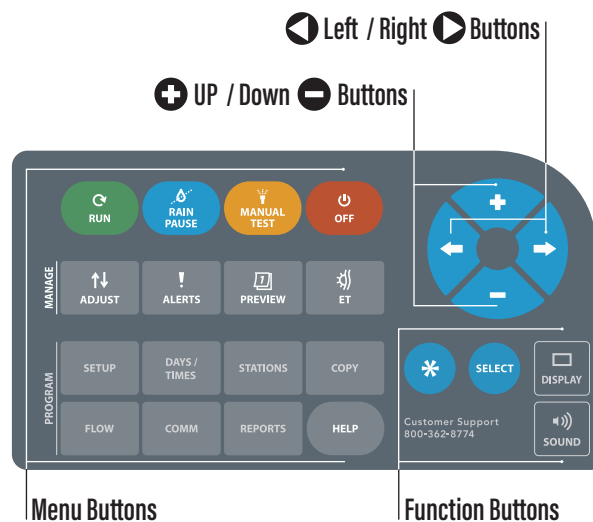 Left / Right Buttons
UP / Down Buttons
RUN
RAIN
PAUSE
MANUAL
TEST
OFF
MANAGE
ADJUST
ALERTS
1
PREVIEW
ET
PROGRAM
SETUP
DAYS /
TIMES
STATIONS
COPY
FLOW
COMM
REPORTS
HELP
SELECT
DISPLAY
Customer Support
800-362-8774
SOUND
Menu Buttons
Function Buttons